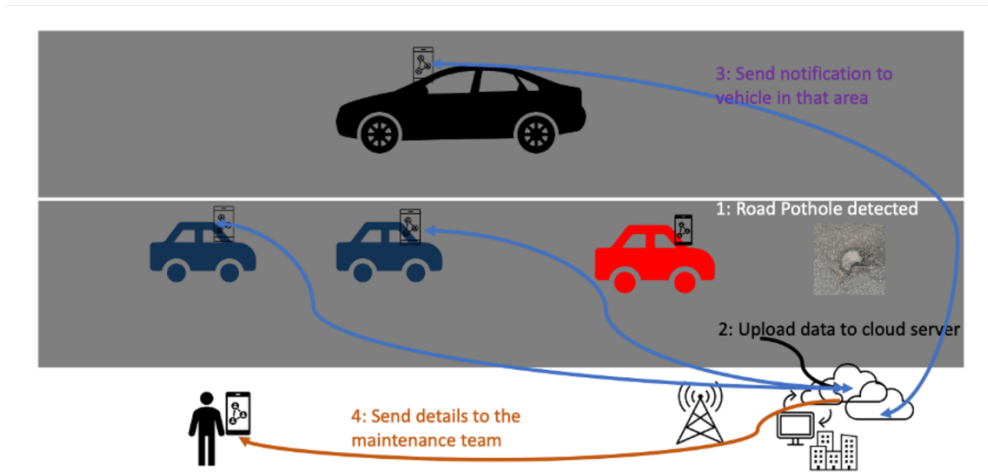 3: Send notification to
vehicle in that area
1: Road Pothole detected
2: Upload data to cloud server
4: Send details to the
maintenance team